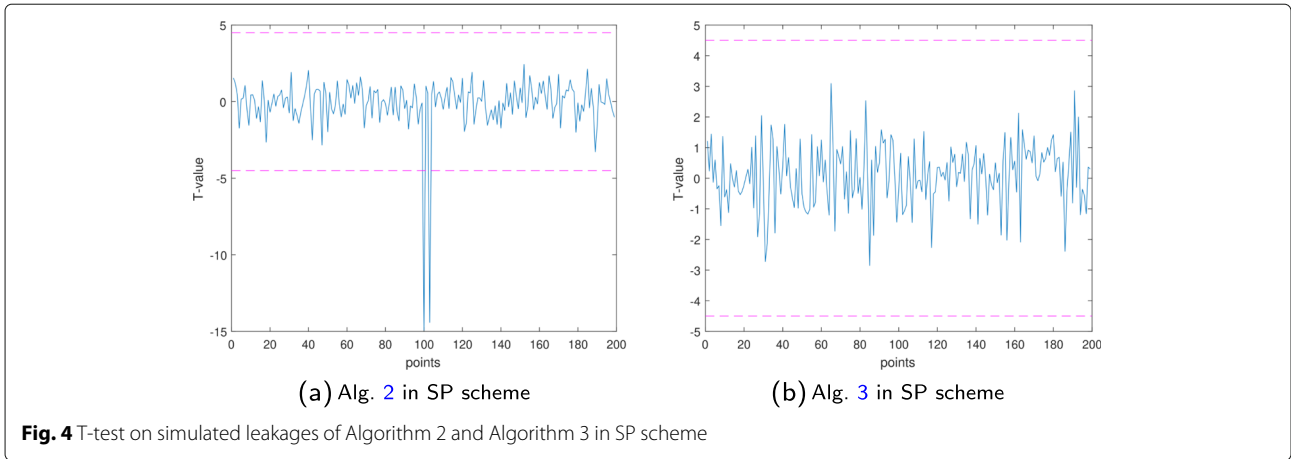 5
0
-5
-10
-15
T-value
0 20 40 60 80 100 120 140 160 180 200
points
(a) Alg. 2 in SP scheme
5
4
3
2
1
0
-1
-2
-3
-4
-5
T-value
0 20 40 60 80 100 120 140 160 180 200
points
(b) Alg. 3 in SP scheme
Fig. 4 T-test on simulated leakages of Algorithm 2 and Algorithm 3 in SP scheme